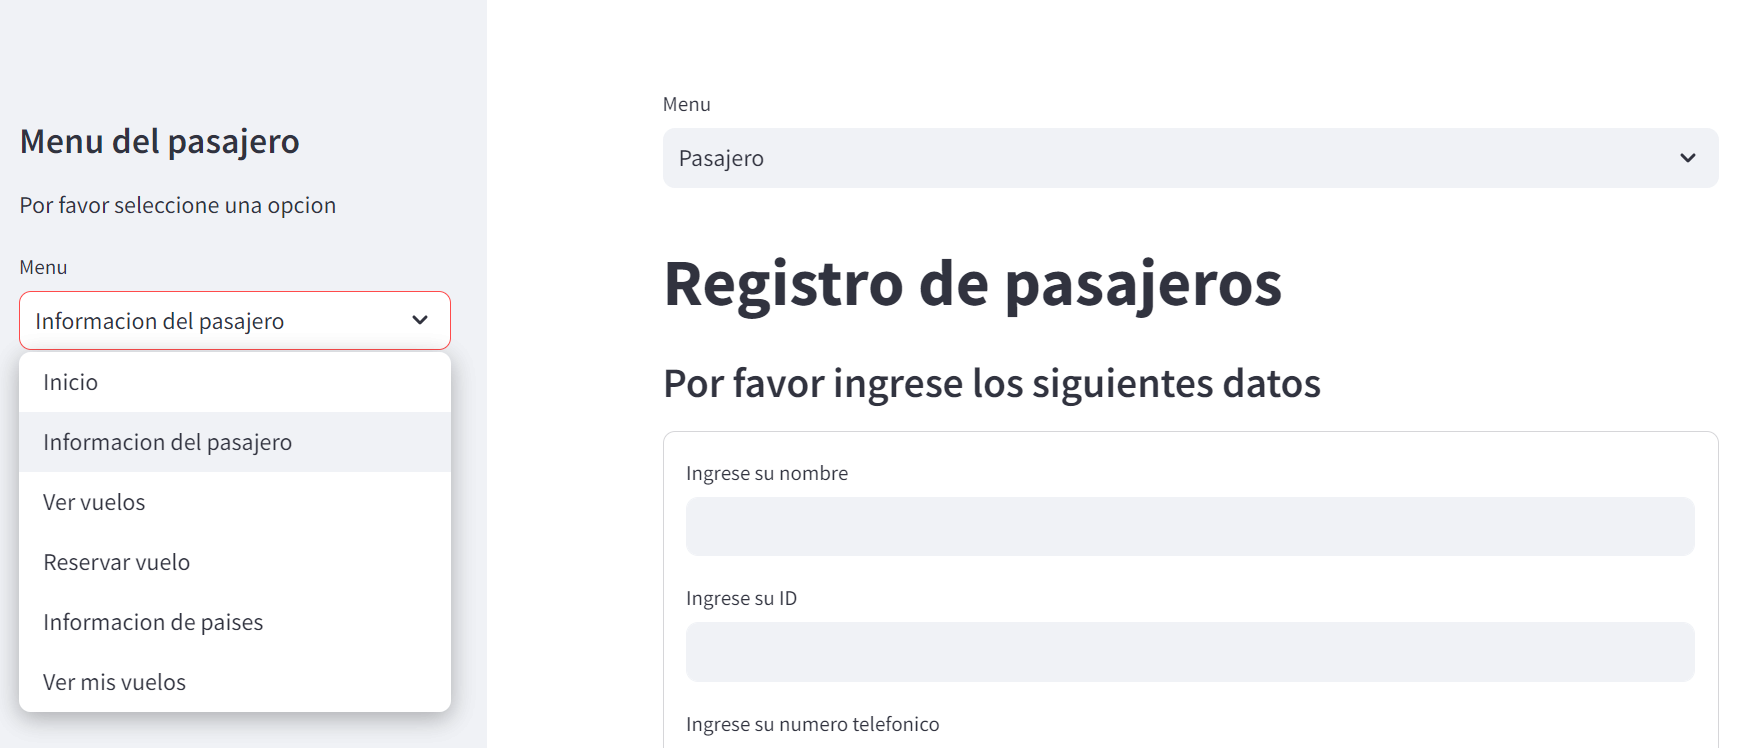 Menu del pasajero
Por favor seleccione una opcion
Menu
Informacion del pasajero
Inicio
Informacion del pasajero
Ver vuelos
Reservar vuelo
Informacion de paises
Ver mis vuelos
Menu
Pasajero
Registro de pasajeros
Por favor ingrese los siguientes datos
Ingrese su nombre
Ingrese su ID
Ingrese su numero telefonico